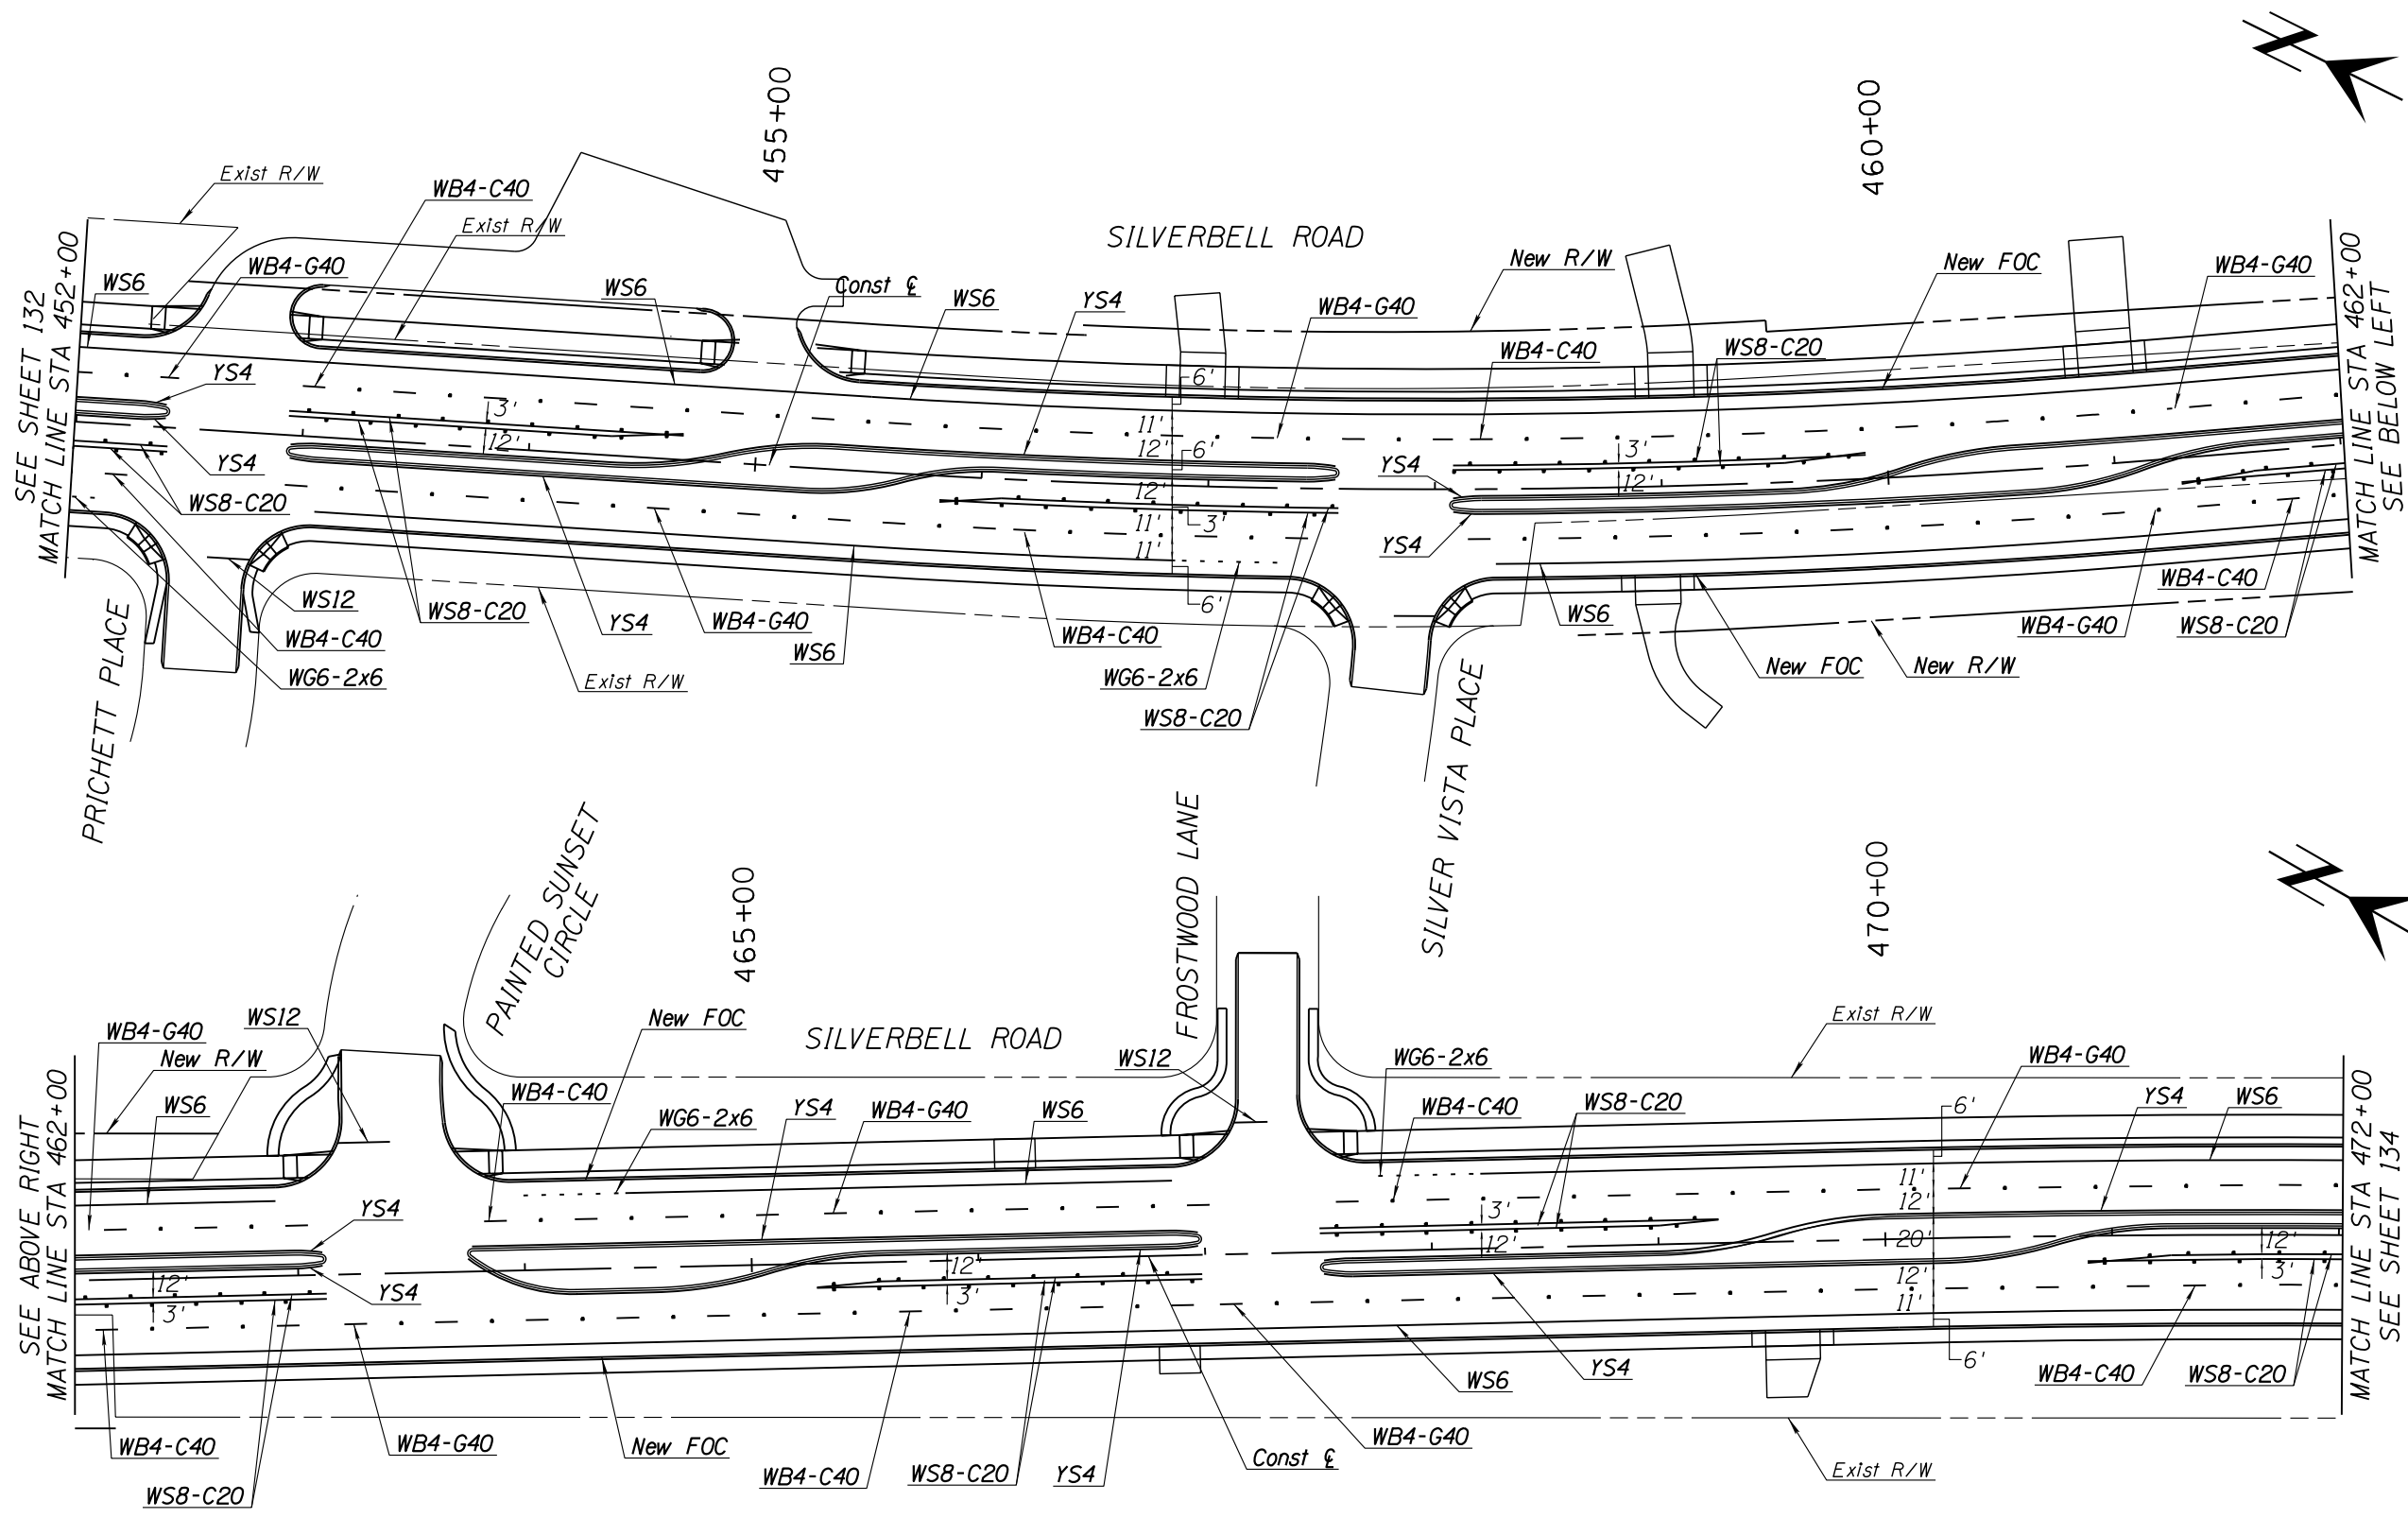 455+00
460+00
Exist R/W
WB4-C40
Exist R/W
SILVERBELL ROAD
SEE SHEET 132
MATCH LINE STA 452+00
WS6
WB4-G40
WS6
Const ℄
WS6
YS4
New R/W
WB4-G40
WB4-C40
WS8-C20
New FOC
WB4-G40
MATCH LINE STA 462+00
SEE BELOW LEFT
YS4
3'
12'
6'
11'
12'
6'
12'
3'
11'
11'
6'
3'
12'
YS4
YS4
YS4
WS8-C20
WS12
WB4-C40
WG6-2x6
WS8-C20
YS4
Exist R/W
WB4-G40
WS6
WB4-C40
WG6-2x6
WS8-C20
WS6
New FOC
New R/W
WB4-C40
WB4-G40
WS8-C20
PRICHETT PLACE
SILVER VISTA PLACE
465+00
470+00
PAINTED SUNSET
CIRCLE
FROSTWOOD LANE
SILVERBELL ROAD
SEE ABOVE RIGHT
MATCH LINE STA 462+00
WB4-G40
New R/W
WS6
WS12
YS4
YS4
12'
3'
WB4-C40
New FOC
WG6-2x6
YS4
WB4-G40
WS6
WS12
WG6-2x6
WB4-C40
WS8-C20
Exist R/W
WB4-G40
YS4
WS6
6'
11'
12'
20'
12'
11'
6'
3'
12'
12'
3'
12'
3'
MATCH LINE STA 472+00
SEE SHEET 134
WB4-C40
WS8-C20
WB4-G40
New FOC
WB4-C40
WS8-C20
YS4
Const ℄
WB4-G40
WS6
YS4
Exist R/W
WB4-C40
WS8-C20